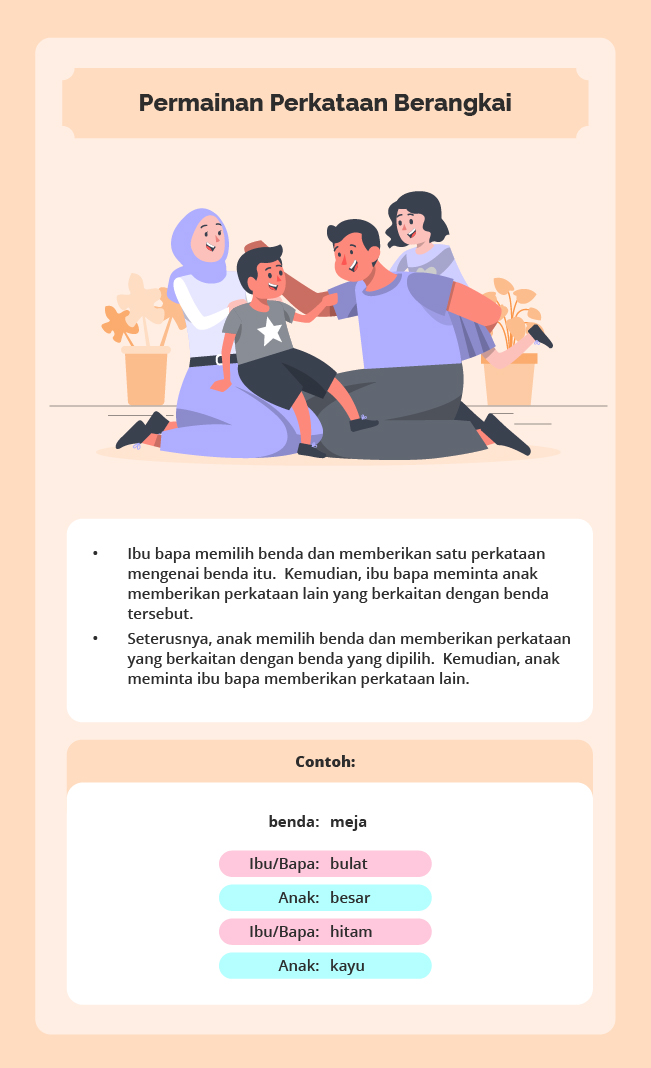 Permainan Perkataan Berangkai
• Ibu bapa memilih benda dan memberikan satu perkataan
mengenai benda itu.  Kemudian, ibu bapa meminta anak
memberikan perkataan lain yang berkaitan dengan benda
tersebut.
• Seterusnya, anak memilih benda dan memberikan perkataan
yang berkaitan dengan benda yang dipilih.  Kemudian, anak
meminta ibu bapa memberikan perkataan lain.
Contoh:
benda: meja
Ibu/Bapa: bulat
Anak: besar
Ibu/Bapa: hitam
Anak: kayu